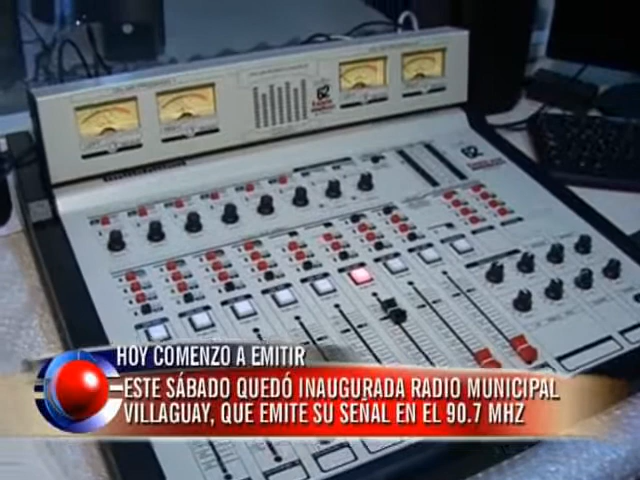 HOY COMENZO A EMITIR
ESTE SÁBADO QUEDÓ INAUGURADA RADIO MUNICIPAL
VILLAGUAY, QUE EMITE SU SEÑAL EN EL 90.7 MHZ